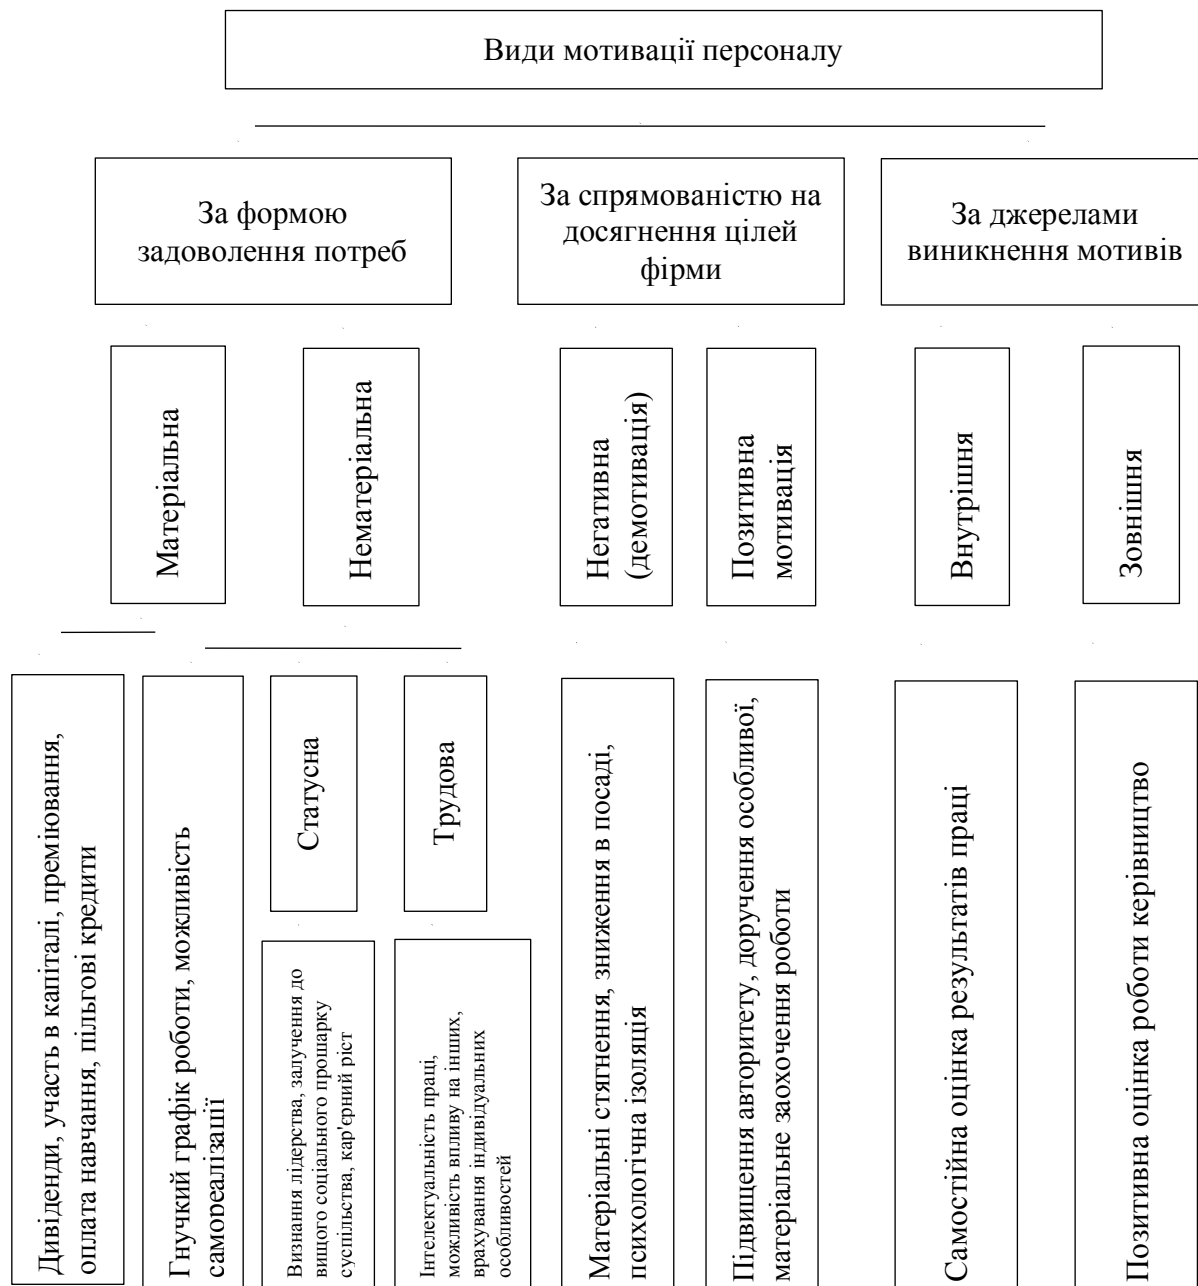 Види мотивації персоналу
За формою
задоволення потреб
За спрямованістю на
досягнення цілей
фірми
За джерелами
виникнення мотивів
Матеріальна
Нематеріальна
Негативна
(демотивація)
Позитивна
мотивація
Внутрішня
Зовнішня
Дивіденди, участь в капіталі, преміювання,
оплата навчання, пільгові кредити
Гнучкий графік роботи, можливість
самореалізації
Статусна
Трудова
Визнання лідерства, залучення до
вищого соціального прошарку
суспільства, кар'єрний ріст
Інтелектуальність праці,
можливість впливу на інших,
врахування індивідуальних
особливостей
Матеріальні стягнення, зниження в посаді,
психологічна ізоляція
Підвищення авторитету, доручення особливої,
матеріальне заохочення роботи
Самостійна оцінка результатів праці
Позитивна оцінка роботи керівництво